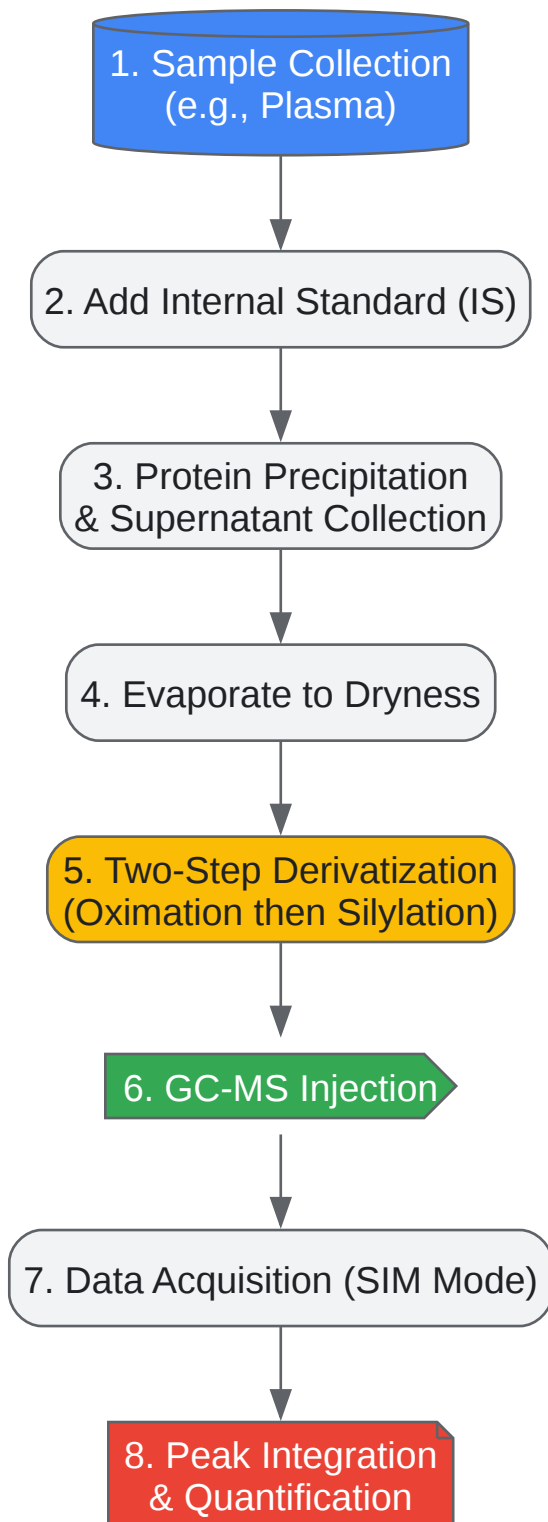 1. Sample Collection
(e.g., Plasma)
2. Add Internal Standard (IS)
3. Protein Precipitation
& Supernatant Collection
4. Evaporate to Dryness
5. Two-Step Derivatization
(Oximation then Silylation)
6. GC-MS Injection
7. Data Acquisition (SIM Mode)
8. Peak Integration
& Quantification